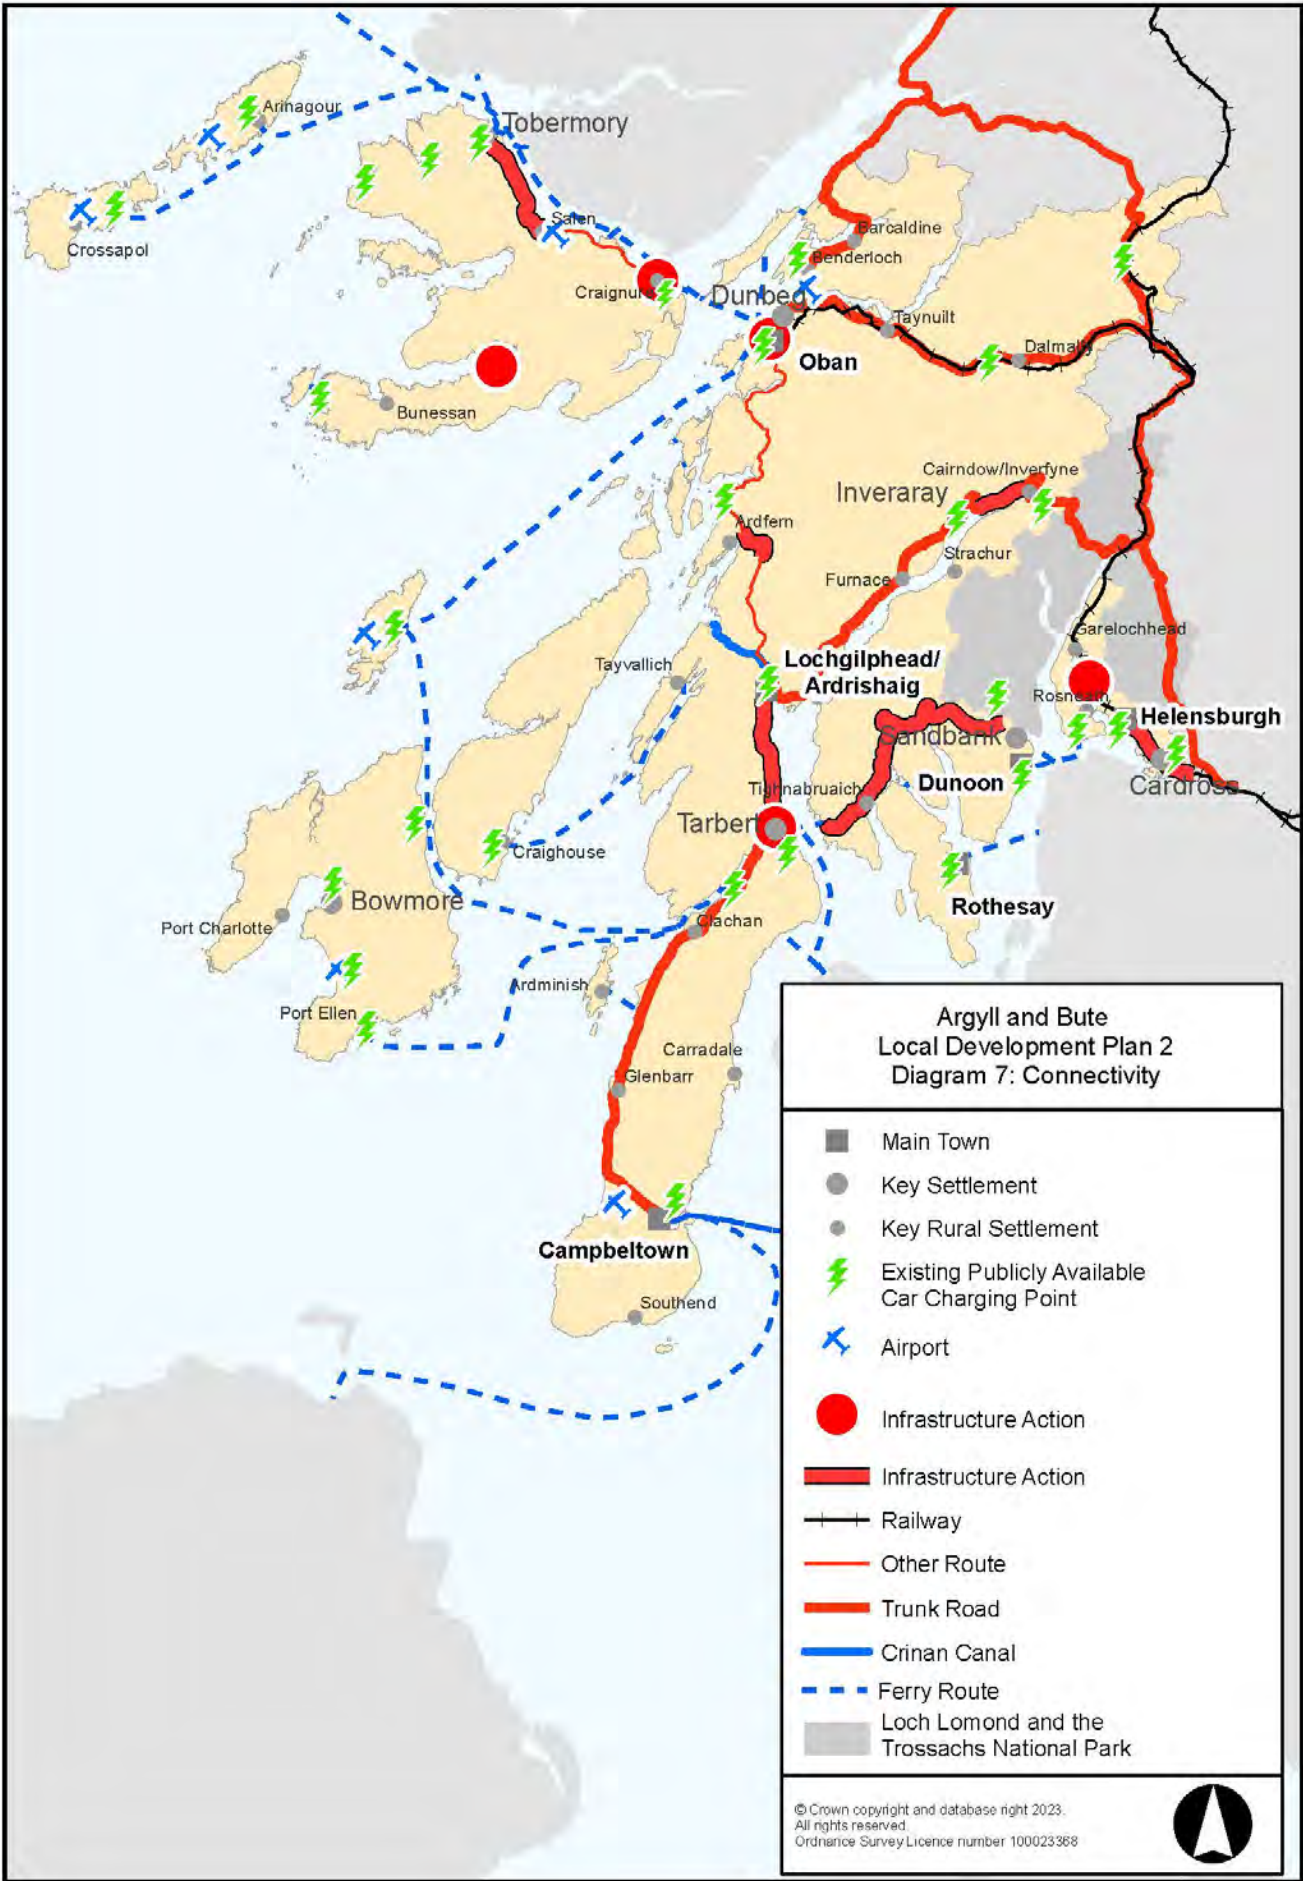 Arinagour
Tobermory
Salen
Crossapol
Barcaldine
Benderloch
Craignure
Dunbeg
Taynuilt
Dalmally
Oban
Bunessan
Cairndow/Inverfyne
Inveraray
Ardfern
Strachur
Furnace
Garelochhead
Tayvallich
Lochgilphead/
Ardrishaig
Rosneath
Helensburgh
Sandbank
Dunoon
Cardross
Tighnabruaich
Tarbert
Craighouse
Bowmore
Rothesay
Port Charlotte
Clachan
Ardminish
Port Ellen
Carradale
Glenbarr
Campbeltown
Southend
Argyll and Bute
Local Development Plan 2
Diagram 7: Connectivity
Main Town
Key Settlement
Key Rural Settlement
Existing Publicly Available
Car Charging Point
Airport
Infrastructure Action
Infrastructure Action
Railway
Other Route
Trunk Road
Crinan Canal
Ferry Route
Loch Lomond and the
Trossachs National Park
© Crown copyright and database right 2023.
All rights reserved.
Ordnance Survey Licence number 100023368